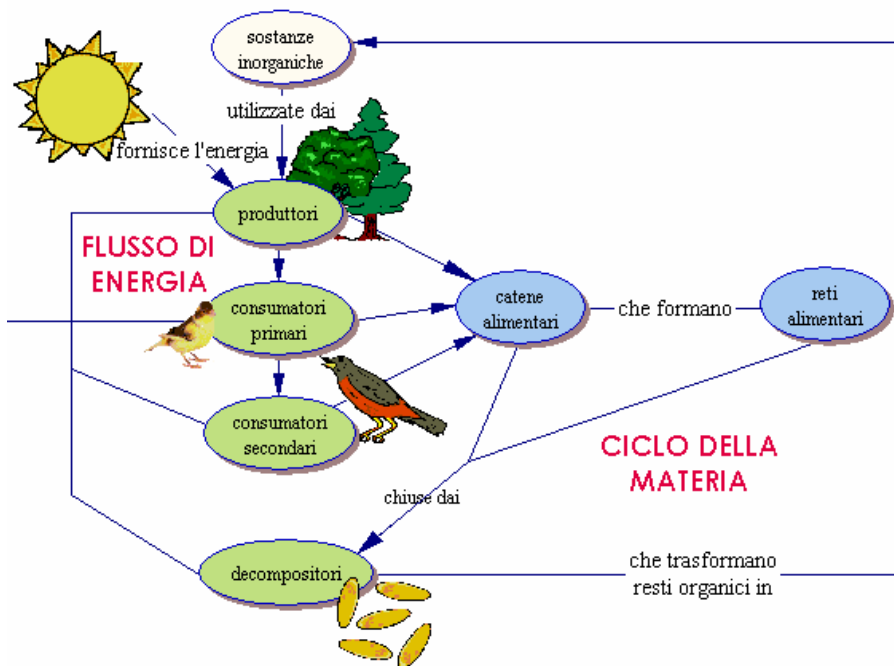 sostanze
inorganiche
utilizzate dai
fornisce l'energia
produttori
FLUSSO DI
ENERGIA
consumatori
primari
catene
alimentari
che formano
reti
alimentari
consumatori
secondari
CICLO DELLA
MATERIA
chiuse dai
decompositori
che trasformano
resti organici in